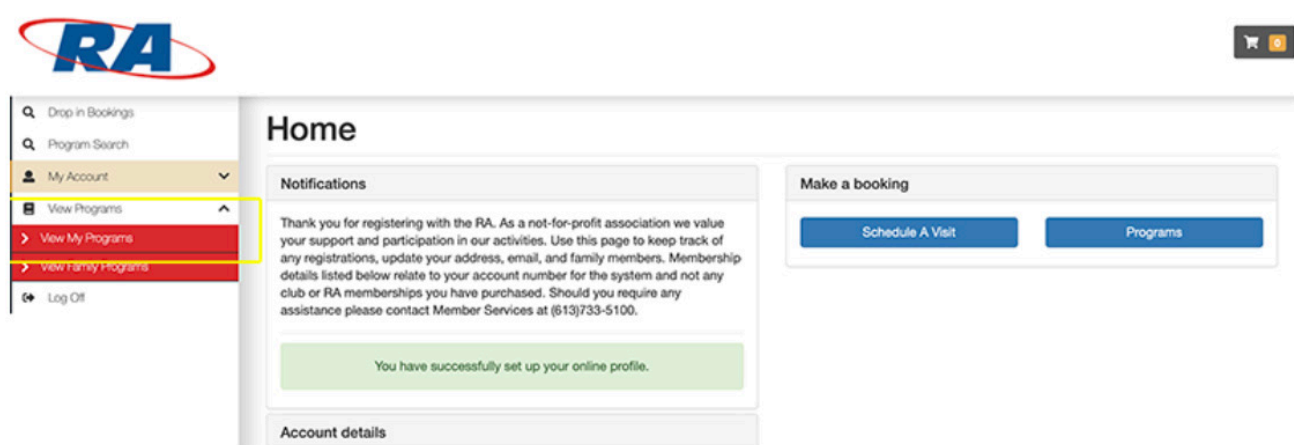 RA
0
Drop in Bookings
Program Search
My Account
View Programs
View My Programs
View Family Programs
Log Off
Home
Notifications
Thank you for registering with the RA. As a not-for-profit association we value
your support and participation in our activities. Use this page to keep track of
any registrations, update your address, email, and family members. Membership
details listed below relate to your account number for the system and not any
club or RA memberships you have purchased. Should you require any
assistance please contact Member Services at (613)733-5100.
You have successfully set up your online profile.
Account details
Make a booking
Schedule A Visit
Programs